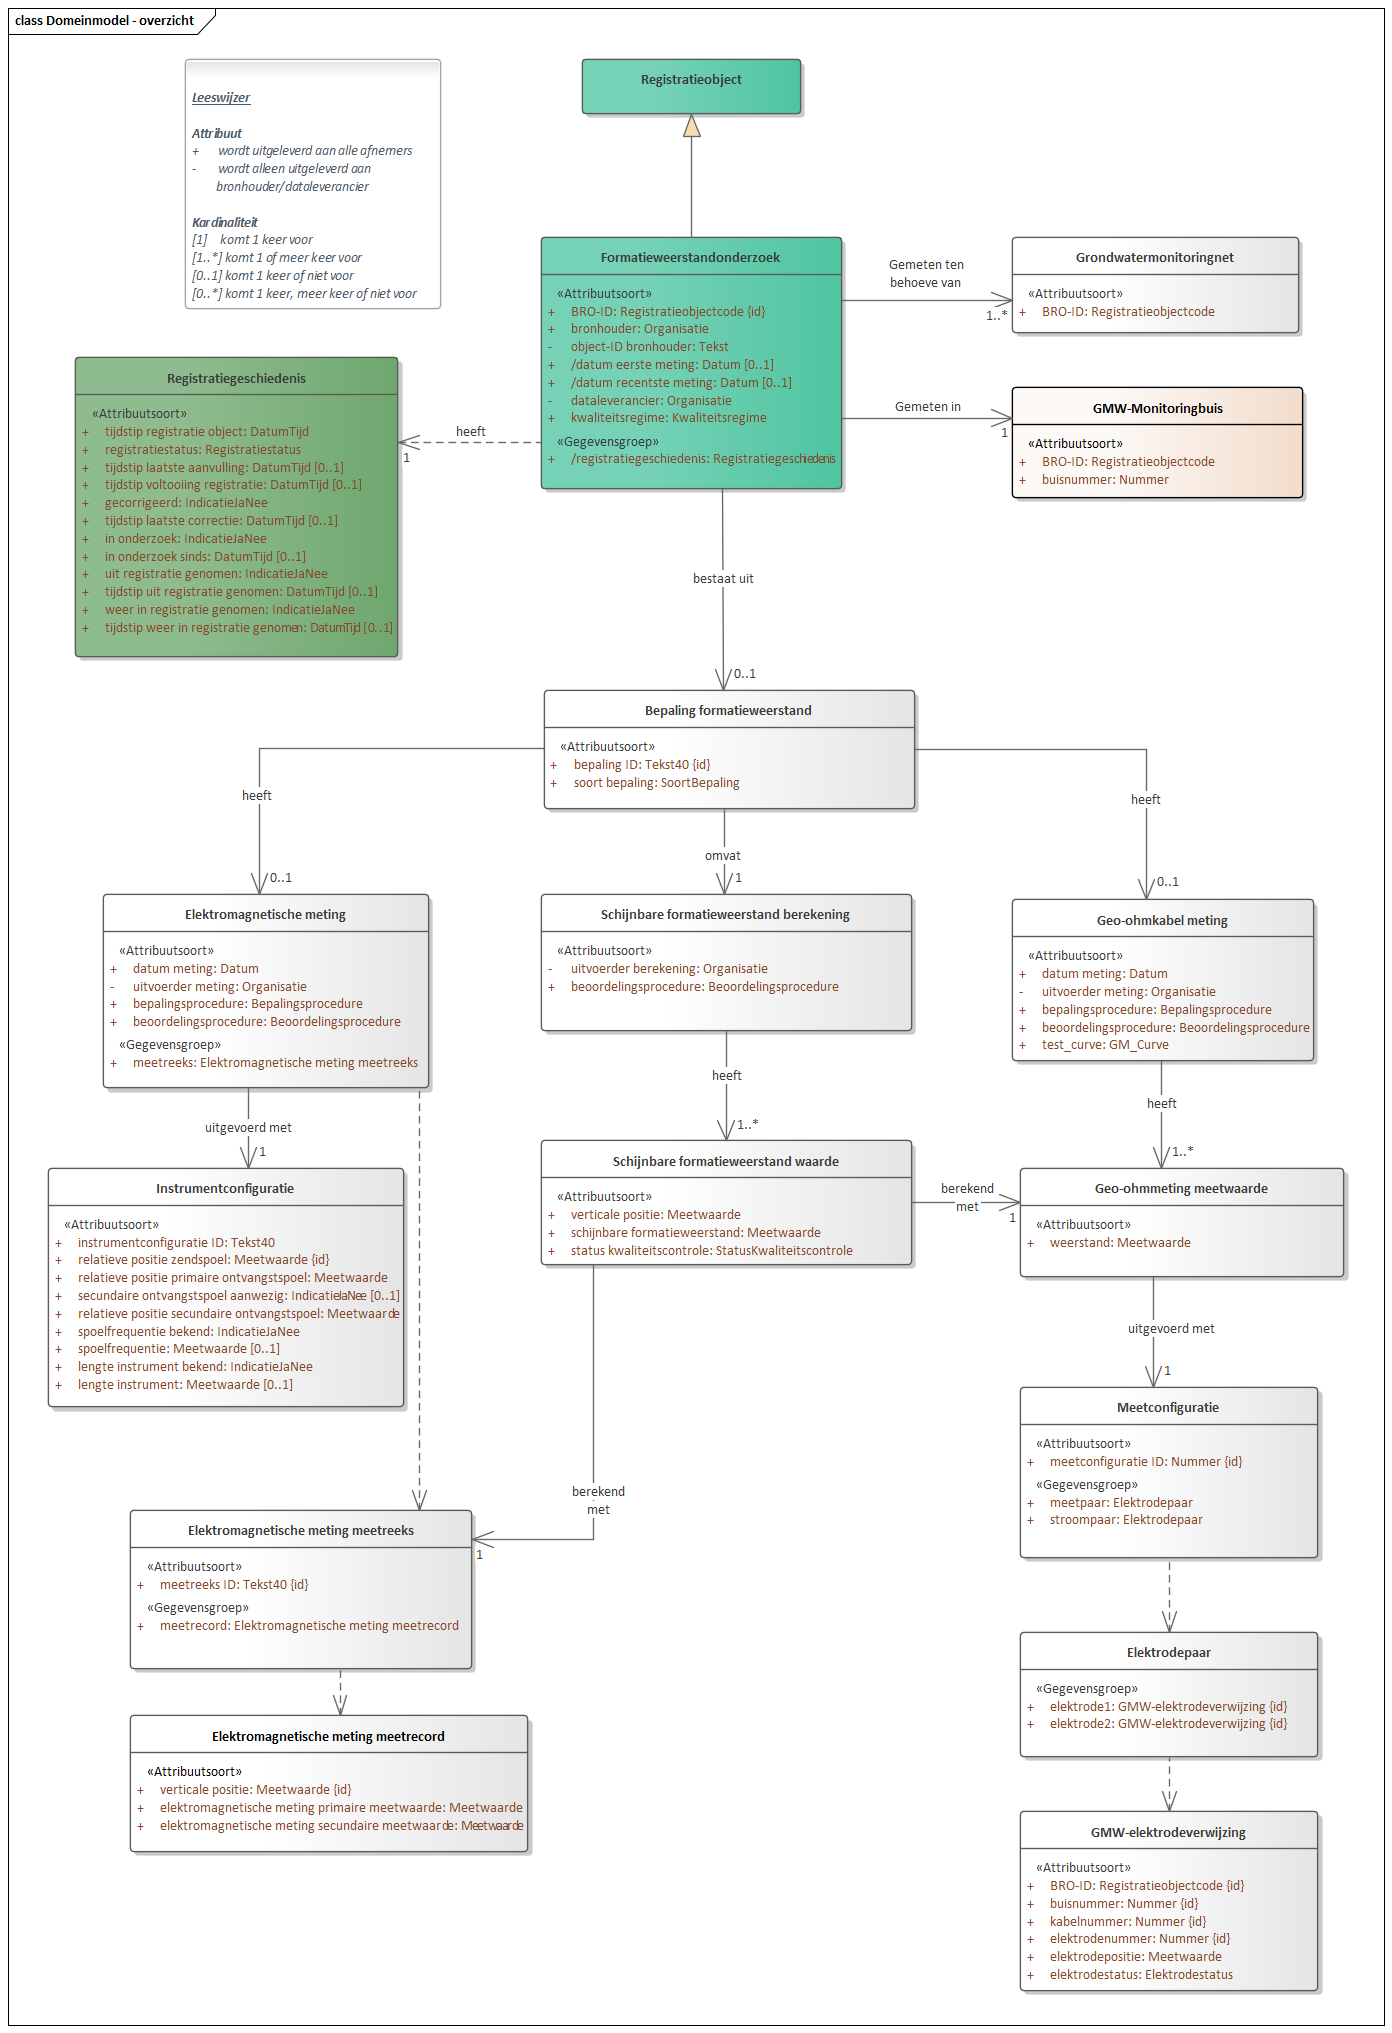 class Domeinmodel - overzicht
Leeswijzer
Attribuut
+ wordt uitgeleverd aan alle afnemers
- wordt alleen uitgeleverd aan
bronhouder/dataleverancier
Kardinaliteit
[1] komt 1 keer voor
[1..*] komt 1 of meer keer voor
[0..1] komt 1 keer of niet voor
[0..*] komt 1 keer, meer keer of niet voor
Registratieobject
Formatieweerstandonderzoek
«Attribuutsoort»
+ BRO-ID: Registratieobjectcode {id}
+ bronhouder: Organisatie
- object-ID bronhouder: Tekst
+ /datum eerste meting: Datum [0..1]
+ /datum recentste meting: Datum [0..1]
- dataleverancier: Organisatie
+ kwaliteitsregime: Kwaliteitsregime
«Gegevensgroep»
+ /registratiegeschiedenis: Registratiegeschiedenis
Gemeten ten
behoeve van
1..*
Grondwatermonitoringnet
«Attribuutsoort»
+ BRO-ID: Registratieobjectcode
Gemeten in
1
GMW-Monitoringbuis
«Attribuutsoort»
+ BRO-ID: Registratieobjectcode
+ buisnummer: Nummer
heeft
1
Registratiegeschiedenis
«Attribuutsoort»
+ tijdstip registratie object: DatumTijd
+ registratiestatus: Registratiestatus
+ tijdstip laatste aanvulling: DatumTijd [0..1]
+ tijdstip voltooiing registratie: DatumTijd [0..1]
+ gecorrigeerd: IndicatieJaNee
+ tijdstip laatste correctie: DatumTijd [0..1]
+ in onderzoek: IndicatieJaNee
+ in onderzoek sinds: DatumTijd [0..1]
+ uit registratie genomen: IndicatieJaNee
+ tijdstip uit registratie genomen: DatumTijd [0..1]
+ weer in registratie genomen: IndicatieJaNee
+ tijdstip weer in registratie genomen: DatumTijd [0..1]
bestaat uit
0..1
Bepaling formatieweerstand
«Attribuutsoort»
+ bepaling ID: Tekst40 {id}
+ soort bepaling: SoortBepaling
heeft
0..1
omvat
1
heeft
0..1
Elektromagnetische meting
«Attribuutsoort»
+ datum meting: Datum
- uitvoerder meting: Organisatie
+ bepalingsprocedure: Bepalingsprocedure
+ beoordelingsprocedure: Beoordelingsprocedure
«Gegevensgroep»
+ meetreeks: Elektromagnetische meting meetreeks
Schijnbare formatieweerstand berekening
«Attribuutsoort»
- uitvoerder berekening: Organisatie
+ beoordelingsprocedure: Beoordelingsprocedure
Geo-ohmkabel meting
«Attribuutsoort»
+ datum meting: Datum
- uitvoerder meting: Organisatie
+ bepalingsprocedure: Bepalingsprocedure
+ beoordelingsprocedure: Beoordelingsprocedure
+ test_curve: GM_Curve
uitgevoerd met
1
heeft
1..*
heeft
1..*
Instrumentconfiguratie
«Attribuutsoort»
+ instrumentconfiguratie ID: Tekst40
+ relatieve positie zendspoel: Meetwaarde {id}
+ relatieve positie primaire ontvangstspoel: Meetwaarde
+ secundaire ontvangstspoel aanwezig: IndicatieJaNee [0..1]
+ relatieve positie secundaire ontvangstspoel: Meetwaarde
+ spoelfrequentie bekend: IndicatieJaNee
+ spoelfrequentie: Meetwaarde [0..1]
+ lengte instrument bekend: IndicatieJaNee
+ lengte instrument: Meetwaarde [0..1]
Schijnbare formatieweerstand waarde
«Attribuutsoort»
+ verticale positie: Meetwaarde
+ schijnbare formatieweerstand: Meetwaarde
+ status kwaliteitscontrole: StatusKwaliteitscontrole
berekend
met
1
Geo-ohmmeting meetwaarde
«Attribuutsoort»
+ weerstand: Meetwaarde
uitgevoerd met
1
Meetconfiguratie
«Attribuutsoort»
+ meetconfiguratie ID: Nummer {id}
«Gegevensgroep»
+ meetpaar: Elektrodepaar
+ stroompaar: Elektrodepaar
berekend
met
1
Elektromagnetische meting meetreeks
«Attribuutsoort»
+ meetreeks ID: Tekst40 {id}
«Gegevensgroep»
+ meetrecord: Elektromagnetische meting meetrecord
Elektrodepaar
«Gegevensgroep»
+ elektrode1: GMW-elektrodeverwijzing {id}
+ elektrode2: GMW-elektrodeverwijzing {id}
Elektromagnetische meting meetrecord
«Attribuutsoort»
+ verticale positie: Meetwaarde {id}
+ elektromagnetische meting primaire meetwaarde: Meetwaarde
+ elektromagnetische meting secundaire meetwaarde: Meetwaarde
GMW-elektrodeverwijzing
«Attribuutsoort»
+ BRO-ID: Registratieobjectcode {id}
+ buisnummer: Nummer {id}
+ kabelnummer: Nummer {id}
+ elektrodenummer: Nummer {id}
+ elektrodepositie: Meetwaarde
+ elektrodestatus: Elektrodestatus